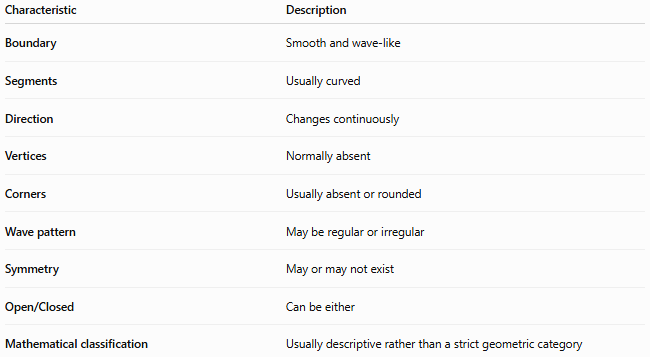 Characteristic Description
Boundary Smooth and wave-like
Segments Usually curved
Direction Changes continuously
Vertices Normally absent
Corners Usually absent or rounded
Wave pattern May be regular or irregular
Symmetry May or may not exist
Open/Closed Can be either
Mathematical classification Usually descriptive rather than a strict geometric category